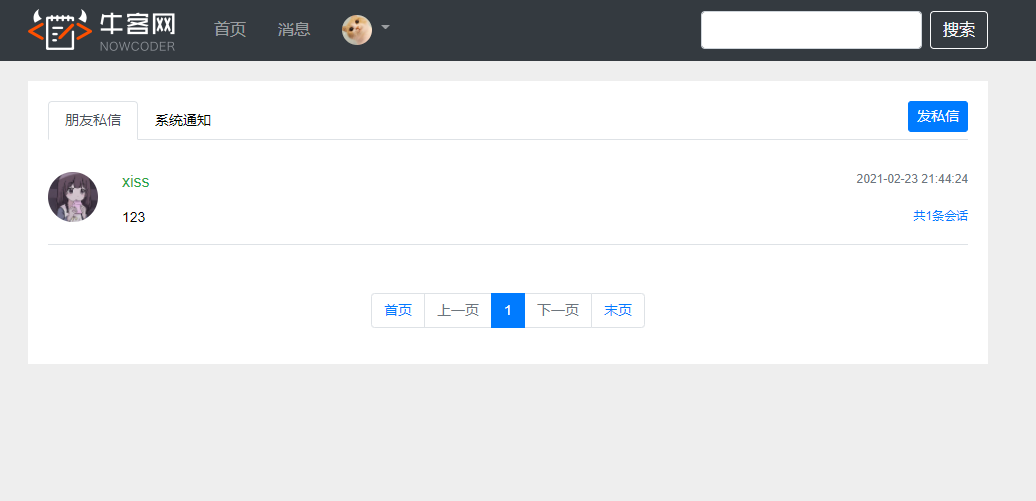 牛客网
NOWCODER
首页 消息
搜索
朋友私信 系统通知
发私信
xiss
2021-02-23 21:44:24
123
共1条会话
首页 上一页 1 下一页 末页